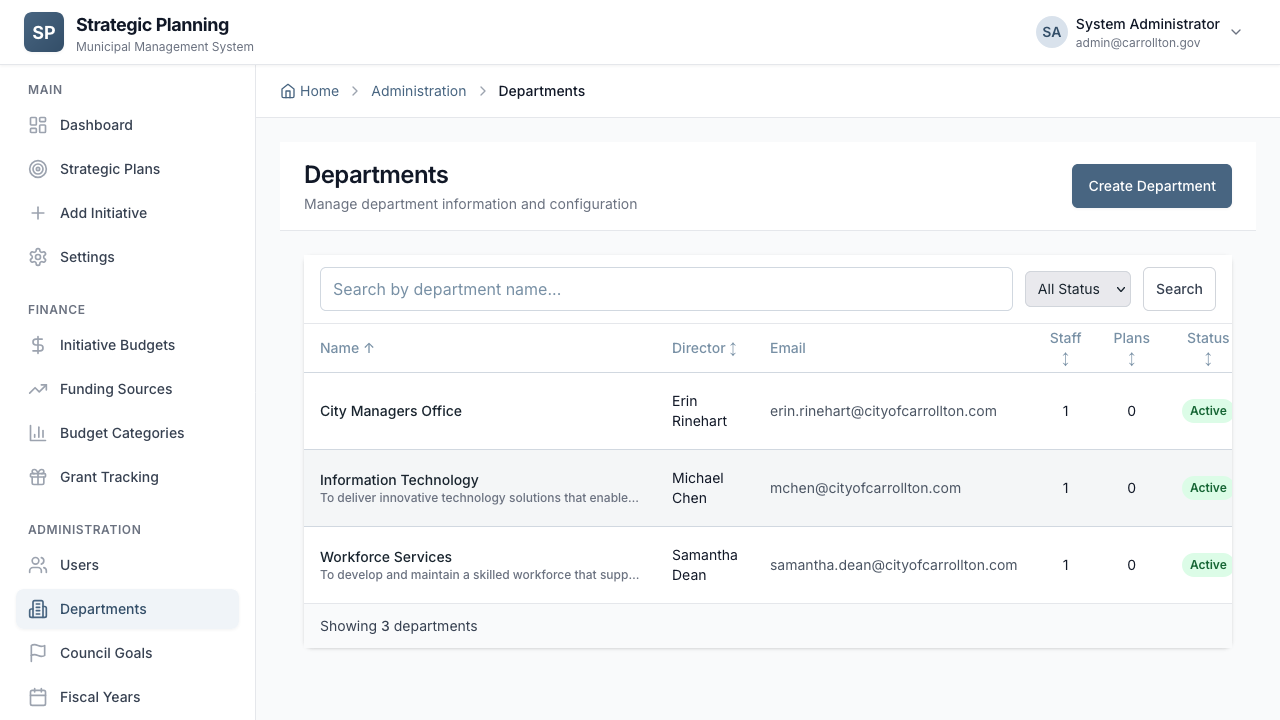 SP
Strategic Planning
Municipal Management System
SA
System Administrator
admin@carrollton.gov
MAIN
Dashboard
Strategic Plans
Add Initiative
Settings
FINANCE
Initiative Budgets
Funding Sources
Budget Categories
Grant Tracking
ADMINISTRATION
Users
Departments
Council Goals
Fiscal Years
Home
Administration
Departments
Departments
Manage department information and configuration
Create Department
Search by department name...
All Status
Search
Name ↑
Director ↕
Email
Staff ↕
Plans ↕
Status ↕
City Managers Office
Erin
Rinehart
erin.rinehart@cityofcarrollton.com
1
0
Active
Information Technology
To deliver innovative technology solutions that enable...
Michael
Chen
mchen@cityofcarrollton.com
1
0
Active
Workforce Services
To develop and maintain a skilled workforce that supp...
Samantha
Dean
samantha.dean@cityofcarrollton.com
1
0
Active
Showing 3 departments